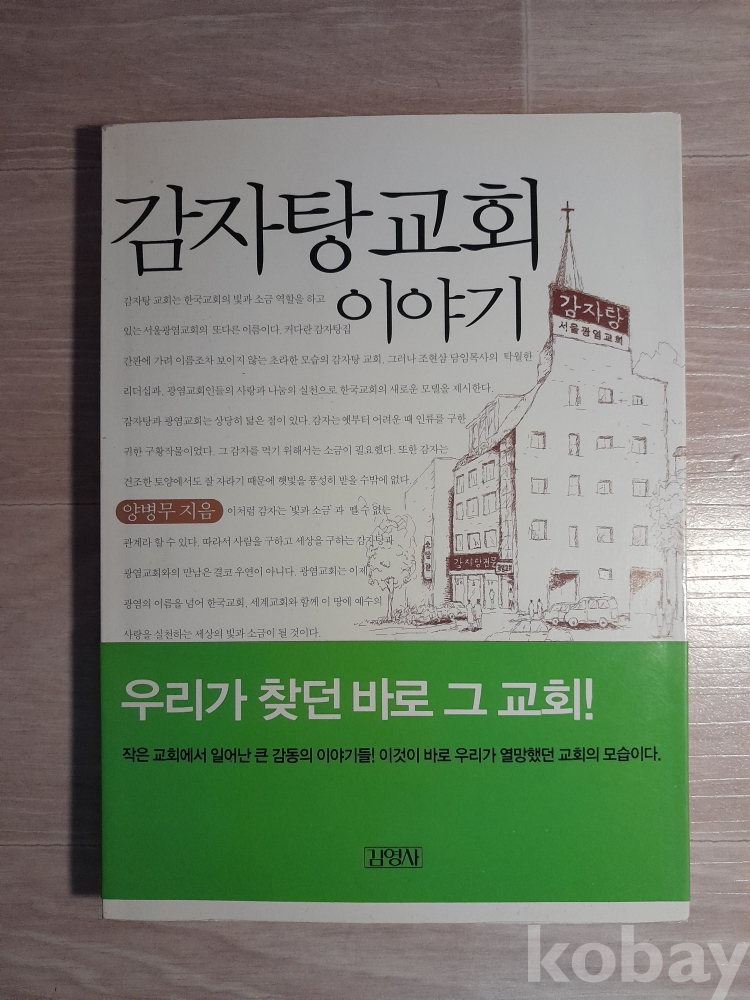 감자탕교회
이야기
감자탕 교회는 한국교회의 빛과 소금 역할을 하고
있는 서울광염교회의 또다른 이름이다. 커다란 감자탕집
간판에 가려 이름조차 보이지 않는 초라한 모습의 감자탕 교회. 그러나 조현삼 담임목사의 탁월한
리더십과, 광염교회인들의 사랑과 나눔의 실천으로 한국교회의 새로운 모델을 제시한다.
감자탕과 광염교회는 상당히 닮은 점이 있다. 감자는 옛부터 어려운 때 인류를 구한
귀한 구황작물이었다. 그 감자를 먹기 위해서는 소금이 필요했다. 또한 감자는
건조한 토양에서도 잘 자라기 때문에 햇빛을 풍성히 받을 수밖에 없다.
양병무 지음 이처럼 감자는 '빛과 소금' 과 뗄 수 없는
관계라 할 수 있다. 따라서 사람을 구하고 세상을 구하는 감자탕과
광염교회와의 만남은 결코 우연이 아니다. 광염교회는 이제
광염의 이름을 넘어 한국교회, 세계교회와 함께 이 땅에 예수의
사랑을 실천하는 세상의 빛과 소금이 될 것이다.
감자탕
서울광염교회
감자탕전문
우리가 찾던 바로 그 교회!
작은 교회에서 일어난 큰 감동의 이야기들! 이것이 바로 우리가 열망했던 교회의 모습이다.
김영사
kobay